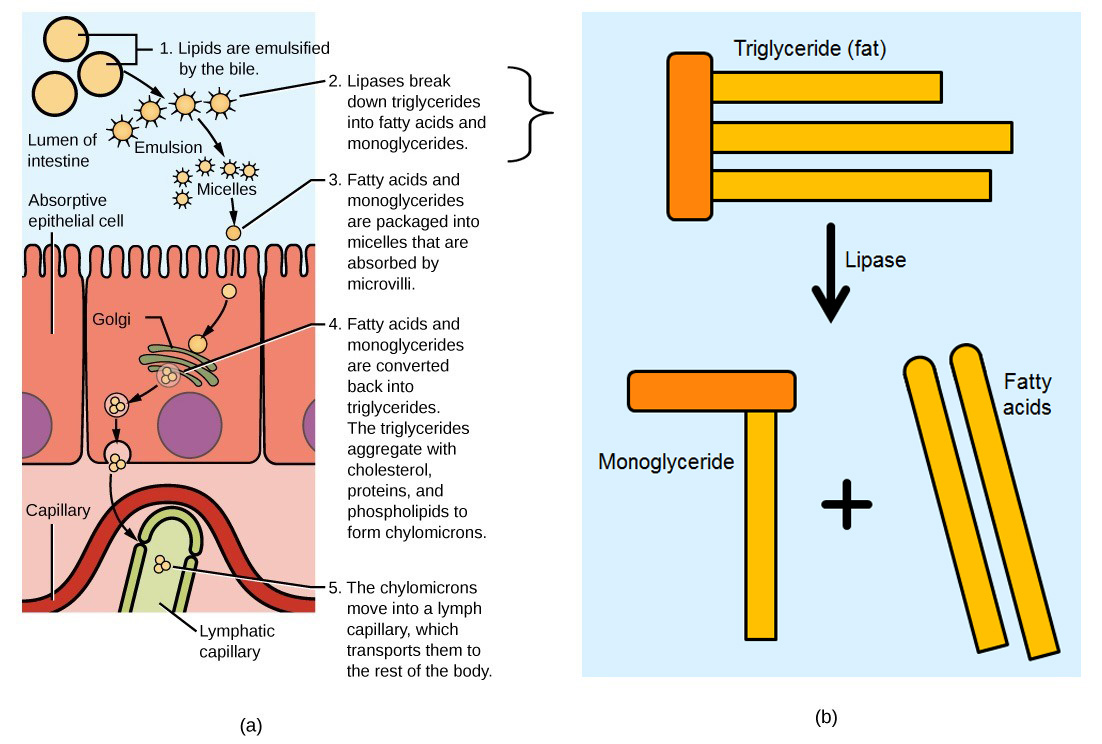 1. Lipids are emulsified
by the bile.
2. Lipases break
down triglycerides
into fatty acids and
monoglycerides.
Lumen of
intestine
Emulsion
Micelles
3. Fatty acids and
monoglycerides
are packaged into
micelles that are
absorbed by
microvilli.
Absorptive
epithelial cell
Golgi
4. Fatty acids and
monoglycerides
are converted
back into
triglycerides.
The triglycerides
aggregate with
cholesterol,
proteins, and
phospholipids to
form chylomicrons.
Capillary
5. The chylomicrons
move into a lymph
capillary, which
transports them to
the rest of the body.
Lymphatic
capillary
(a)
Triglyceride (fat)
Lipase
Monoglyceride
Fatty
acids
(b)